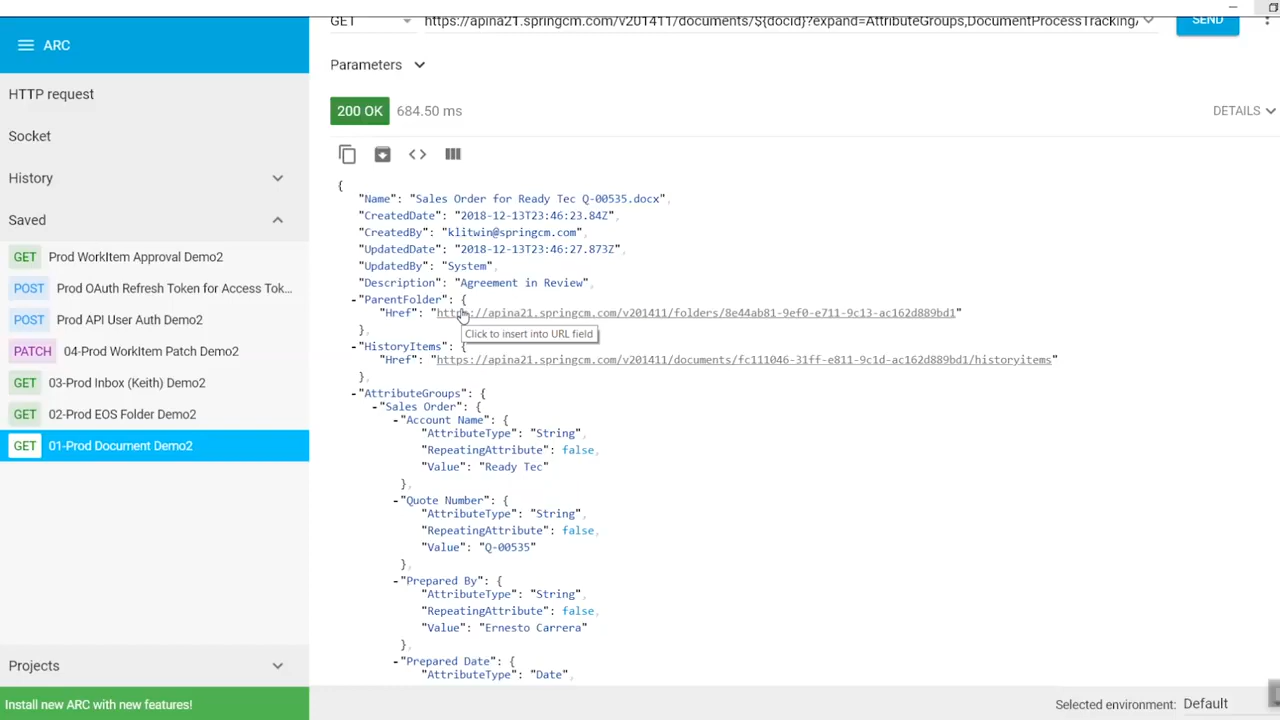 ARC
HTTP request
Socket
History
Saved
GET Prod WorkItem Approval Demo2
POST Prod OAuth Refresh Token for Access Tok...
POST Prod API User Auth Demo2
PATCH 04-Prod WorkItem Patch Demo2
GET 03-Prod Inbox (Keith) Demo2
GET 02-Prod EOS Folder Demo2
GET 01-Prod Document Demo2
Projects
Install new ARC with new features!
GET https://apina21.springcm.com/v201411/documents/${docid}?expand=AttributeGroups,DocumentProcessTracking, SEND
Parameters
200 OK 684.50 ms DETAILS
{
"Name": "Sales Order for Ready Tec Q-00535.docx",
"CreatedDate": "2018-12-13T23:46:23.84Z",
"CreatedBy": "klitwin@springcm.com",
"UpdatedDate": "2018-12-13T23:46:27.873Z",
"UpdatedBy": "System",
"Description": "Agreement in Review",
-"ParentFolder": {
"Href": "https://apina21.springcm.com/v201411/folders/8e44ab81-9ef0-e711-9c13-ac162d889bd1"
Click to insert into URL field
},
-"HistoryItems": {
"Href": "https://apina21.springcm.com/v201411/documents/fc111046-31ff-e811-9c1d-ac162d889bd1/historyitems"
},
-"AttributeGroups": {
-"Sales Order": {
-"Account Name": {
"AttributeType": "String",
"RepeatingAttribute": false,
"Value": "Ready Tec"
},
-"Quote Number": {
"AttributeType": "String",
"RepeatingAttribute": false,
"Value": "Q-00535"
},
-"Prepared By": {
"AttributeType": "String",
"RepeatingAttribute": false,
"Value": "Ernesto Carrera"
},
-"Prepared Date": {
"AttributeType": "Date",
Selected environment: Default